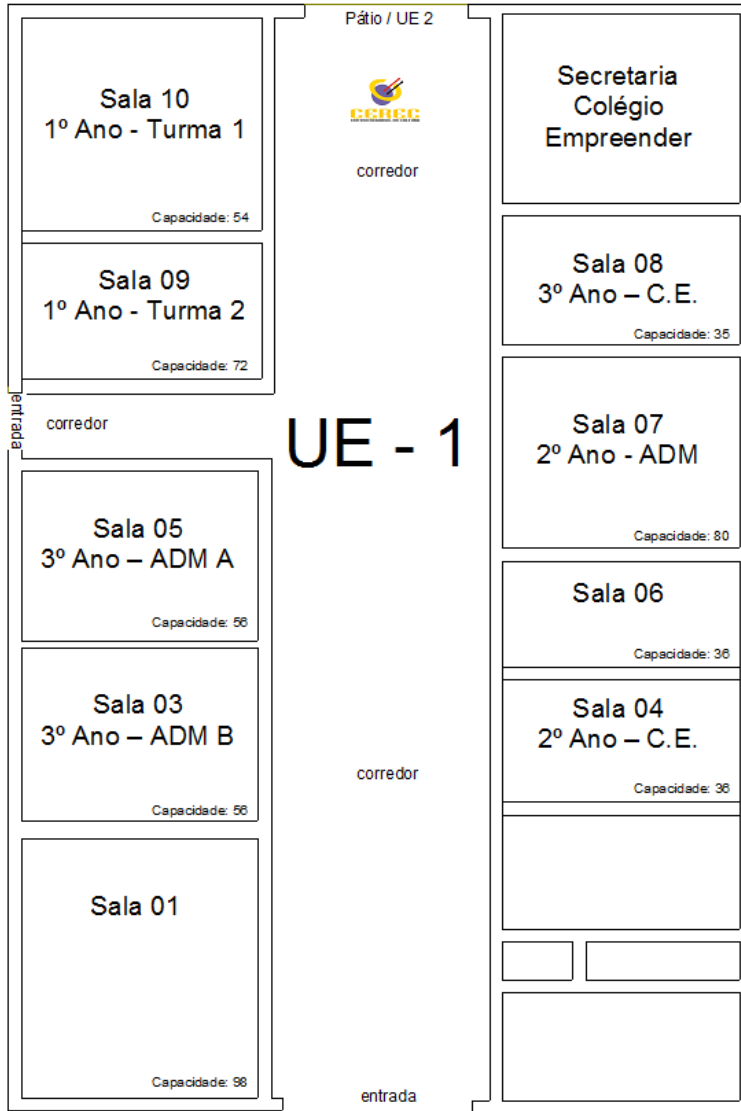 Pátio / UE 2
Sala 10
1º Ano - Turma 1
Capacidade: 54
Secretaria
Colégio
Empreender
corredor
Sala 09
1º Ano - Turma 2
Capacidade: 72
Sala 08
3º Ano – C.E.
Capacidade: 35
entrada
corredor
UE - 1
Sala 07
2º Ano - ADM
Capacidade: 80
Sala 05
3º Ano – ADM A
Capacidade: 56
Sala 06
Capacidade: 36
Sala 03
3º Ano – ADM B
Capacidade: 56
Sala 04
2º Ano – C.E.
Capacidade: 36
corredor
Sala 01
Capacidade: 98
entrada